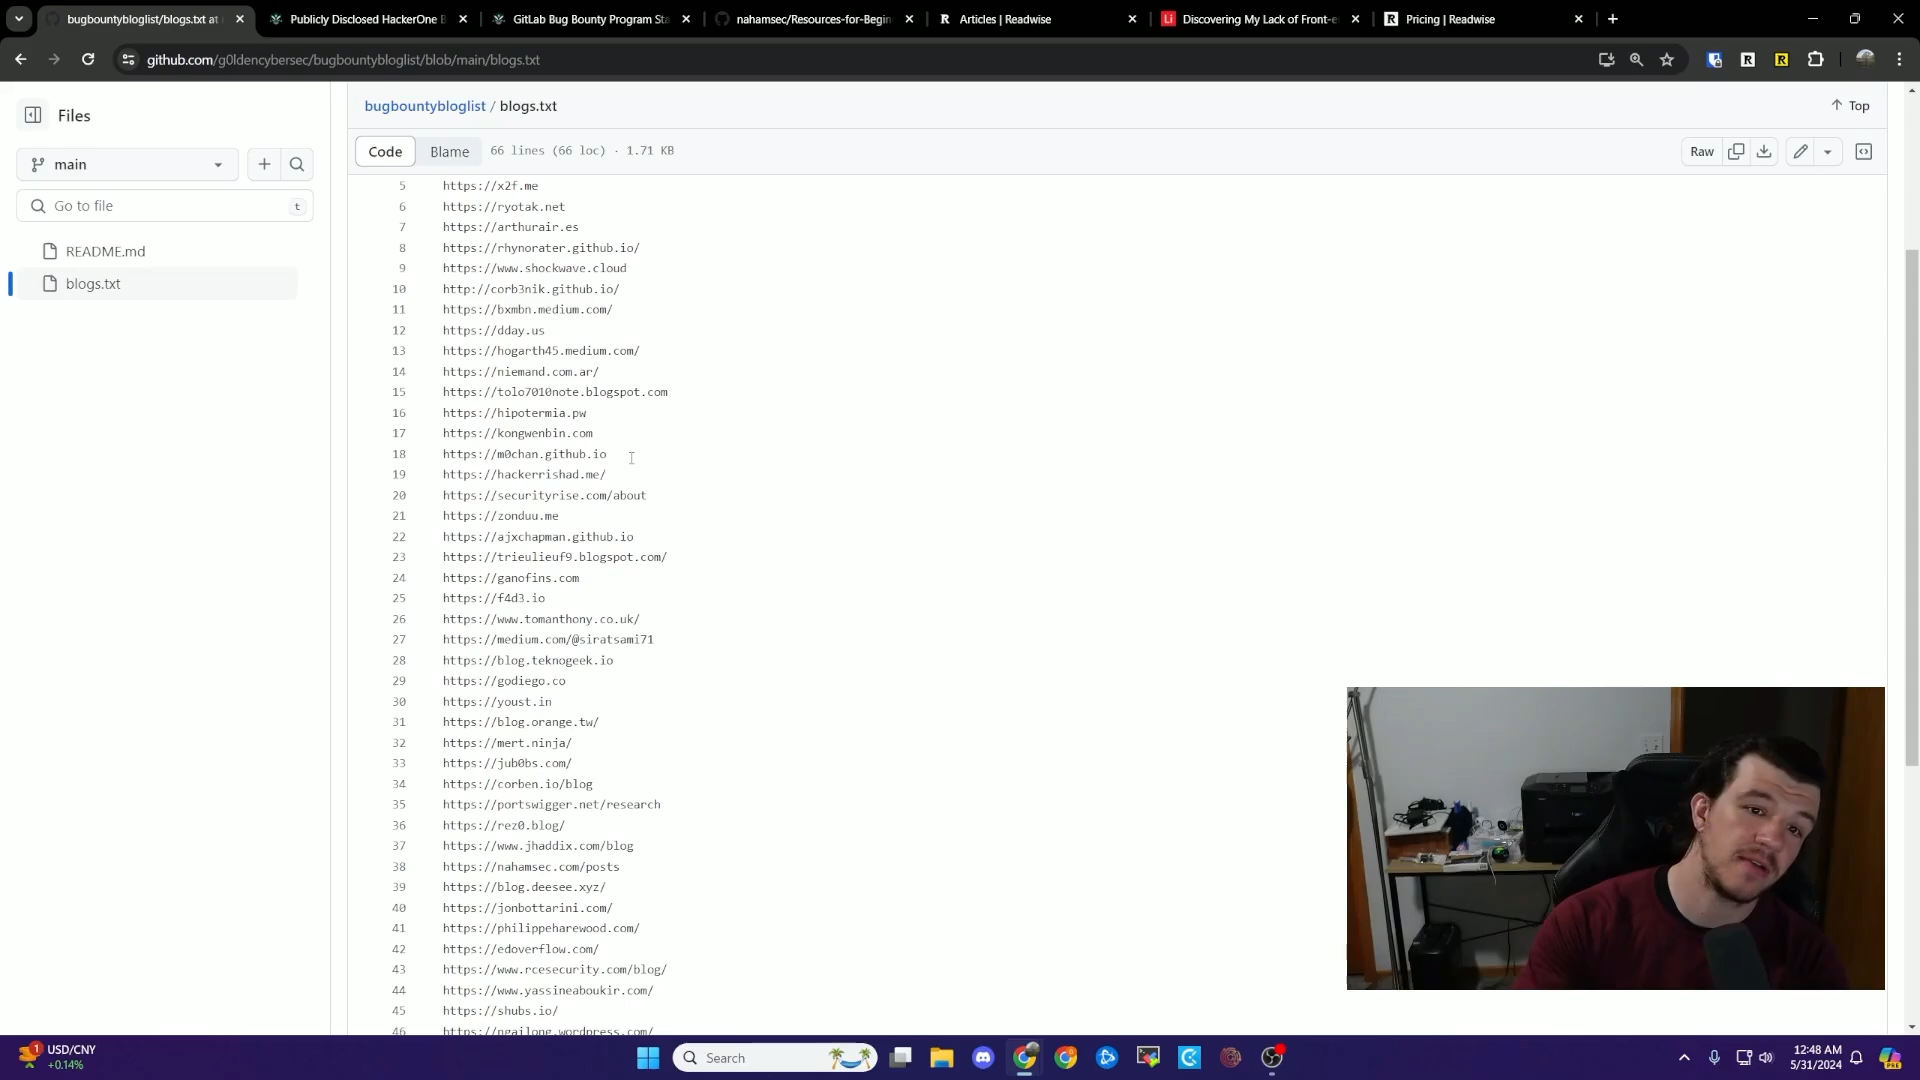 bugbountybloglist/blogs.txt at
Publicly Disclosed HackerOne B
GitLab Bug Bounty Program Sta
nahamsec/Resources-for-Begin
Articles | Readwise
Discovering My Lack of Front-e
Pricing | Readwise
github.com/g0ldencybersec/bugbountybloglist/blob/main/blogs.txt
Files
bugbountybloglist / blogs.txt
Top
main
Code
Blame
66 lines (66 loc) · 1.71 KB
Raw
Go to file
t
README.md
blogs.txt
5 https://x2f.me
6 https://ryotak.net
7 https://arthurair.es
8 https://rhynorater.github.io/
9 https://www.shockwave.cloud
10 http://corb3nik.github.io/
11 https://bxmbn.medium.com/
12 https://dday.us
13 https://hogarth45.medium.com/
14 https://niemand.com.ar/
15 https://tolo7010note.blogspot.com
16 https://hipotermia.pw
17 https://kongwenbin.com
18 https://m0chan.github.io
19 https://hackerrishad.me/
20 https://securityrise.com/about
21 https://zonduu.me
22 https://ajxchapman.github.io
23 https://trieulieuf9.blogspot.com/
24 https://ganofins.com
25 https://f4d3.io
26 https://www.tomanthony.co.uk/
27 https://medium.com/@siratsami71
28 https://blog.teknogeek.io
29 https://godiego.co
30 https://youst.in
31 https://blog.orange.tw/
32 https://mert.ninja/
33 https://jub0bs.com/
34 https://corben.io/blog
35 https://portswigger.net/research
36 https://rez0.blog/
37 https://www.jhaddix.com/blog
38 https://nahamsec.com/posts
39 https://blog.deesee.xyz/
40 https://jonbottarini.com/
41 https://philippeharewood.com/
42 https://edoverflow.com/
43 https://www.rcesecurity.com/blog/
44 https://www.yassineaboukir.com/
45 https://shubs.io/
46 https://ngailong.wordpress.com/
1
USD/CNY
+0.14%
Search
12:48 AM
5/31/2024